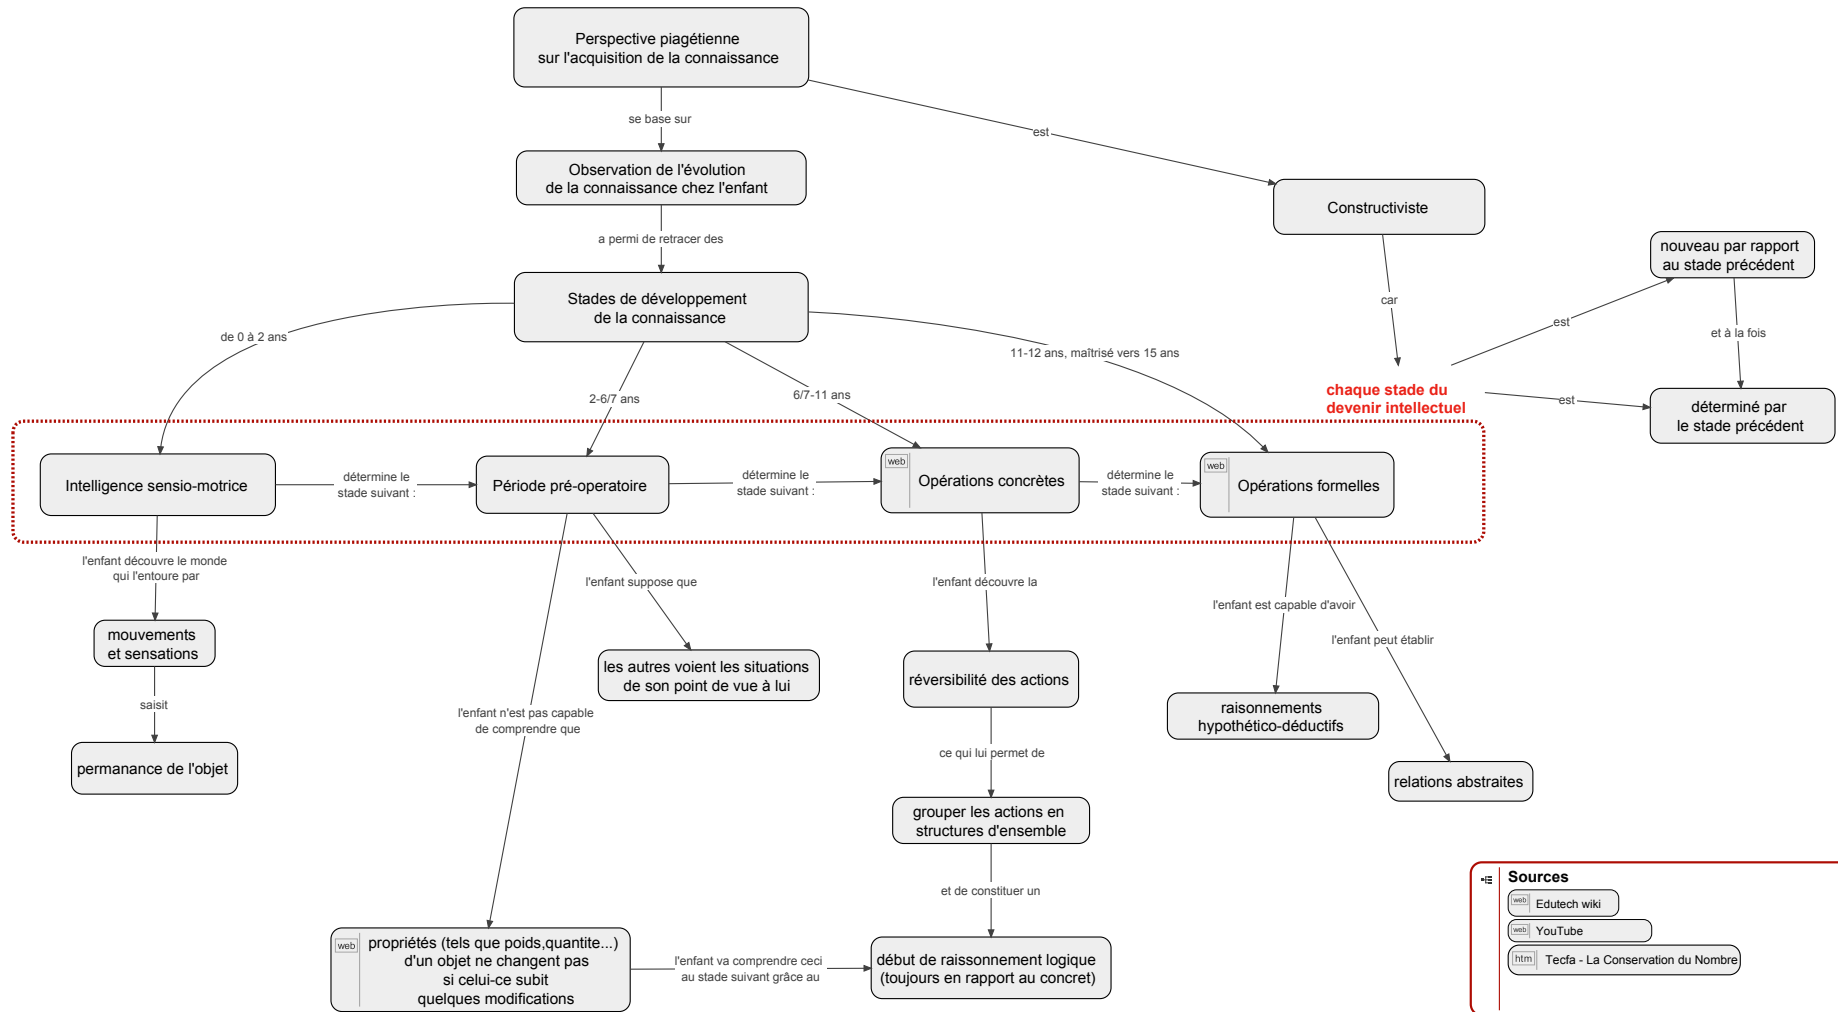 Perspective piagétienne
sur l'acquisition de la connaissance
se base sur
est
Observation de l'évolution
de la connaissance chez l'enfant
Constructiviste
a permi de retracer des
nouveau par rapport
au stade précédent
Stades de développement
de la connaissance
car
est
et à la fois
de 0 à 2 ans
2-6/7 ans
6/7-11 ans
11-12 ans, maîtrisé vers 15 ans
chaque stade du
devenir intellectuel
est
déterminé par
le stade précédent
Intelligence sensio-motrice
détermine le
stade suivant :
Période pré-operatoire
détermine le
stade suivant :
web
Opérations concrètes
détermine le
stade suivant :
web
Opérations formelles
l'enfant découvre le monde
qui l'entoure par
l'enfant suppose que
l'enfant découvre la
l'enfant est capable d'avoir
l'enfant peut établir
mouvements
et sensations
les autres voient les situations
de son point de vue à lui
réversibilité des actions
saisit
l'enfant n'est pas capable
de comprendre que
raisonnements
hypothético-déductifs
permanance de l'objet
ce qui lui permet de
relations abstraites
grouper les actions en
structures d'ensemble
et de constituer un
web
propriétés (tels que poids,quantite...)
d'un objet ne changent pas
si celui-ce subit
quelques modifications
l'enfant va comprendre ceci
au stade suivant grâce au
début de raissonnement logique
(toujours en rapport au concret)
Sources
web Edutech wiki
web YouTube
htm Tecfa - La Conservation du Nombre